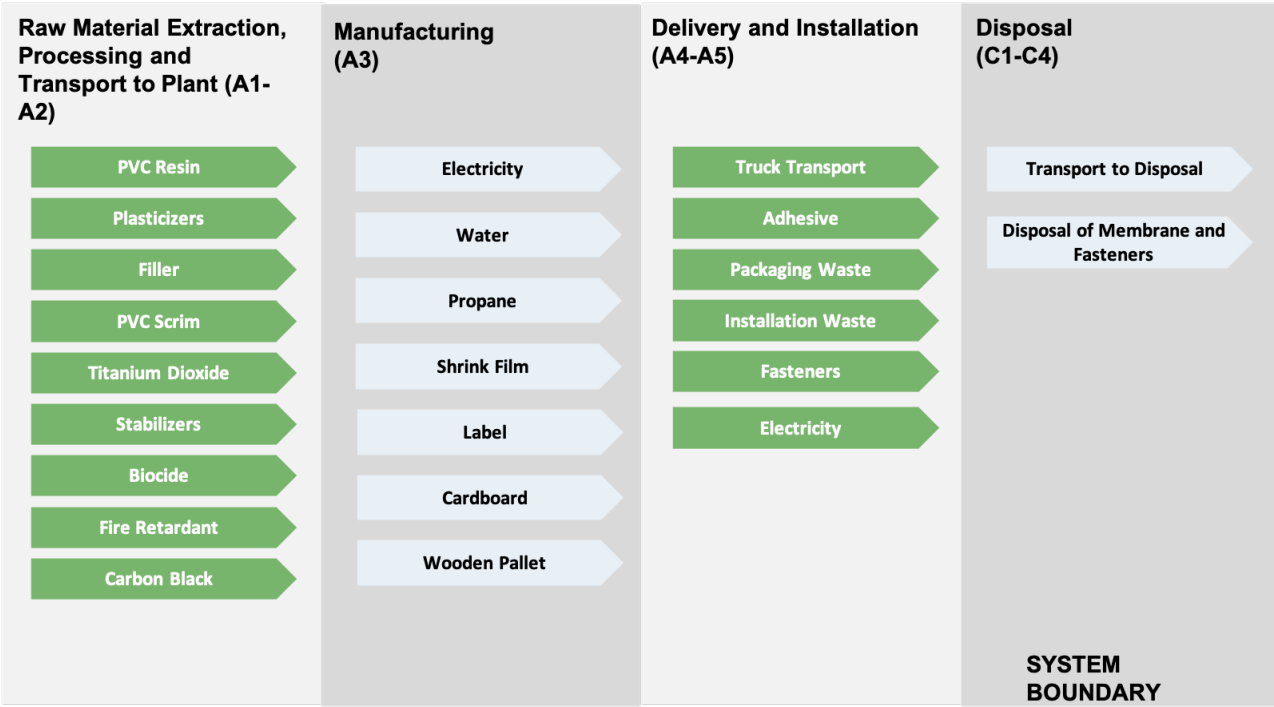 Raw Material Extraction,
Processing and
Transport to Plant (A1-
A2)
PVC Resin
Plasticizers
Filler
PVC Scrim
Titanium Dioxide
Stabilizers
Biocide
Fire Retardant
Carbon Black
Manufacturing
(A3)
Electricity
Water
Propane
Shrink Film
Label
Cardboard
Wooden Pallet
Delivery and Installation
(A4-A5)
Truck Transport
Adhesive
Packaging Waste
Installation Waste
Fasteners
Electricity
Disposal
(C1-C4)
Transport to Disposal
Disposal of Membrane and
Fasteners
SYSTEM
BOUNDARY